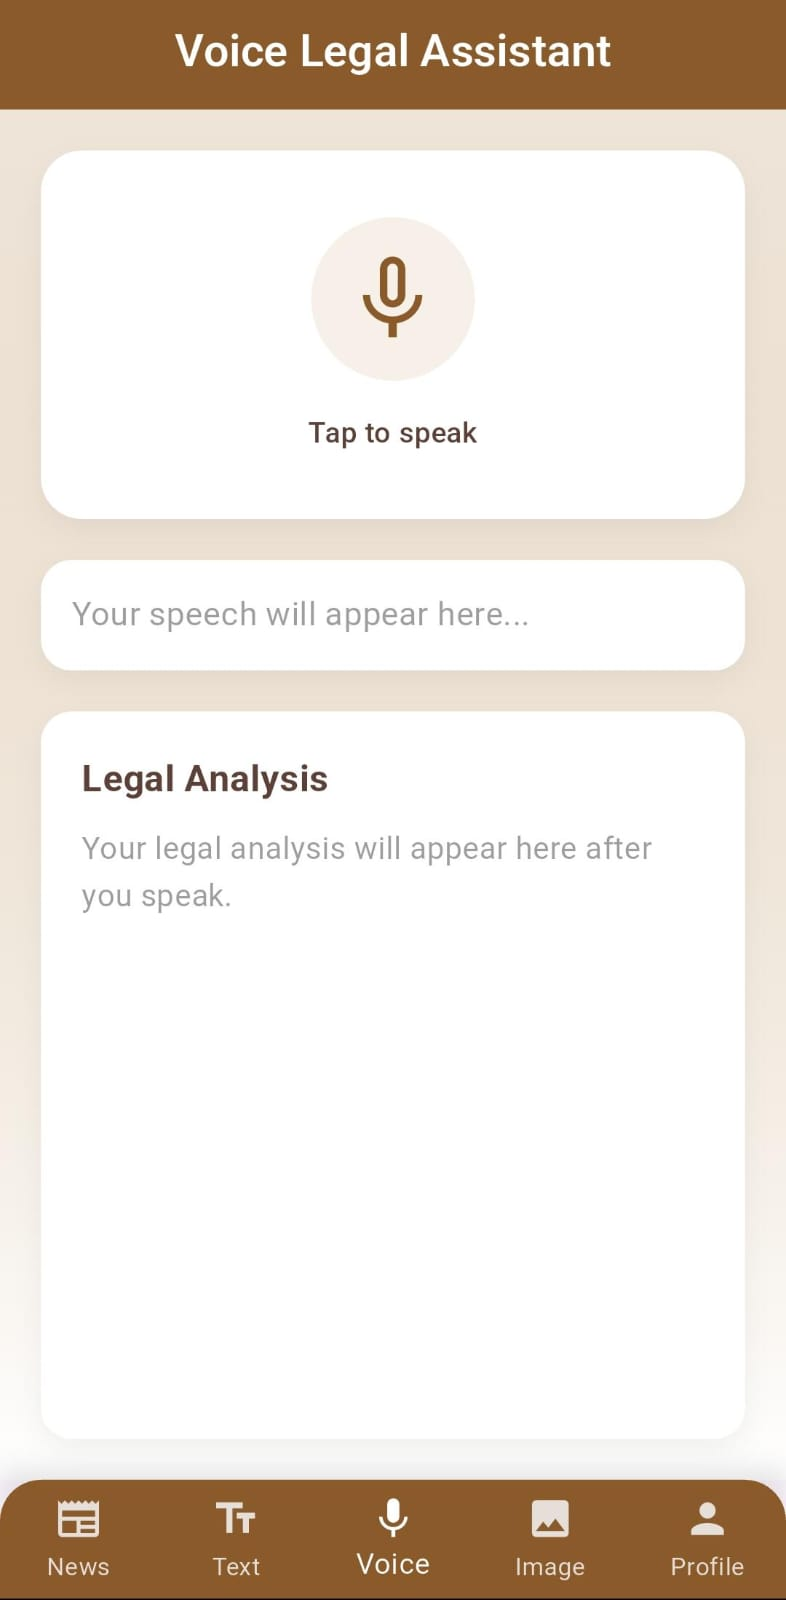 Voice Legal Assistant
Tap to speak
Your speech will appear here...
Legal Analysis
Your legal analysis will appear here after
you speak.
News
Text
Voice
Image
Profile